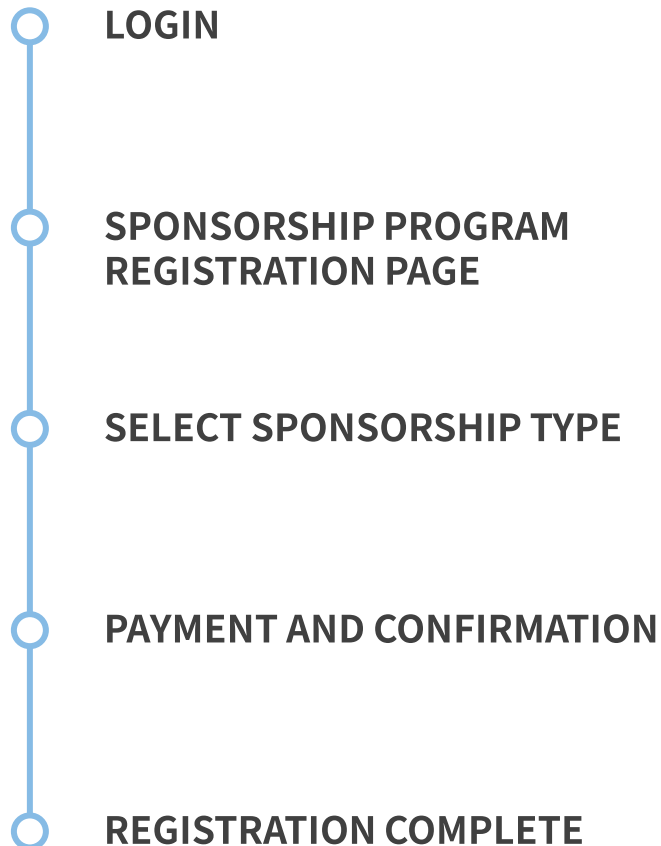 LOGIN
SPONSORSHIP PROGRAM
REGISTRATION PAGE
SELECT SPONSORSHIP TYPE
PAYMENT AND CONFIRMATION
REGISTRATION COMPLETE